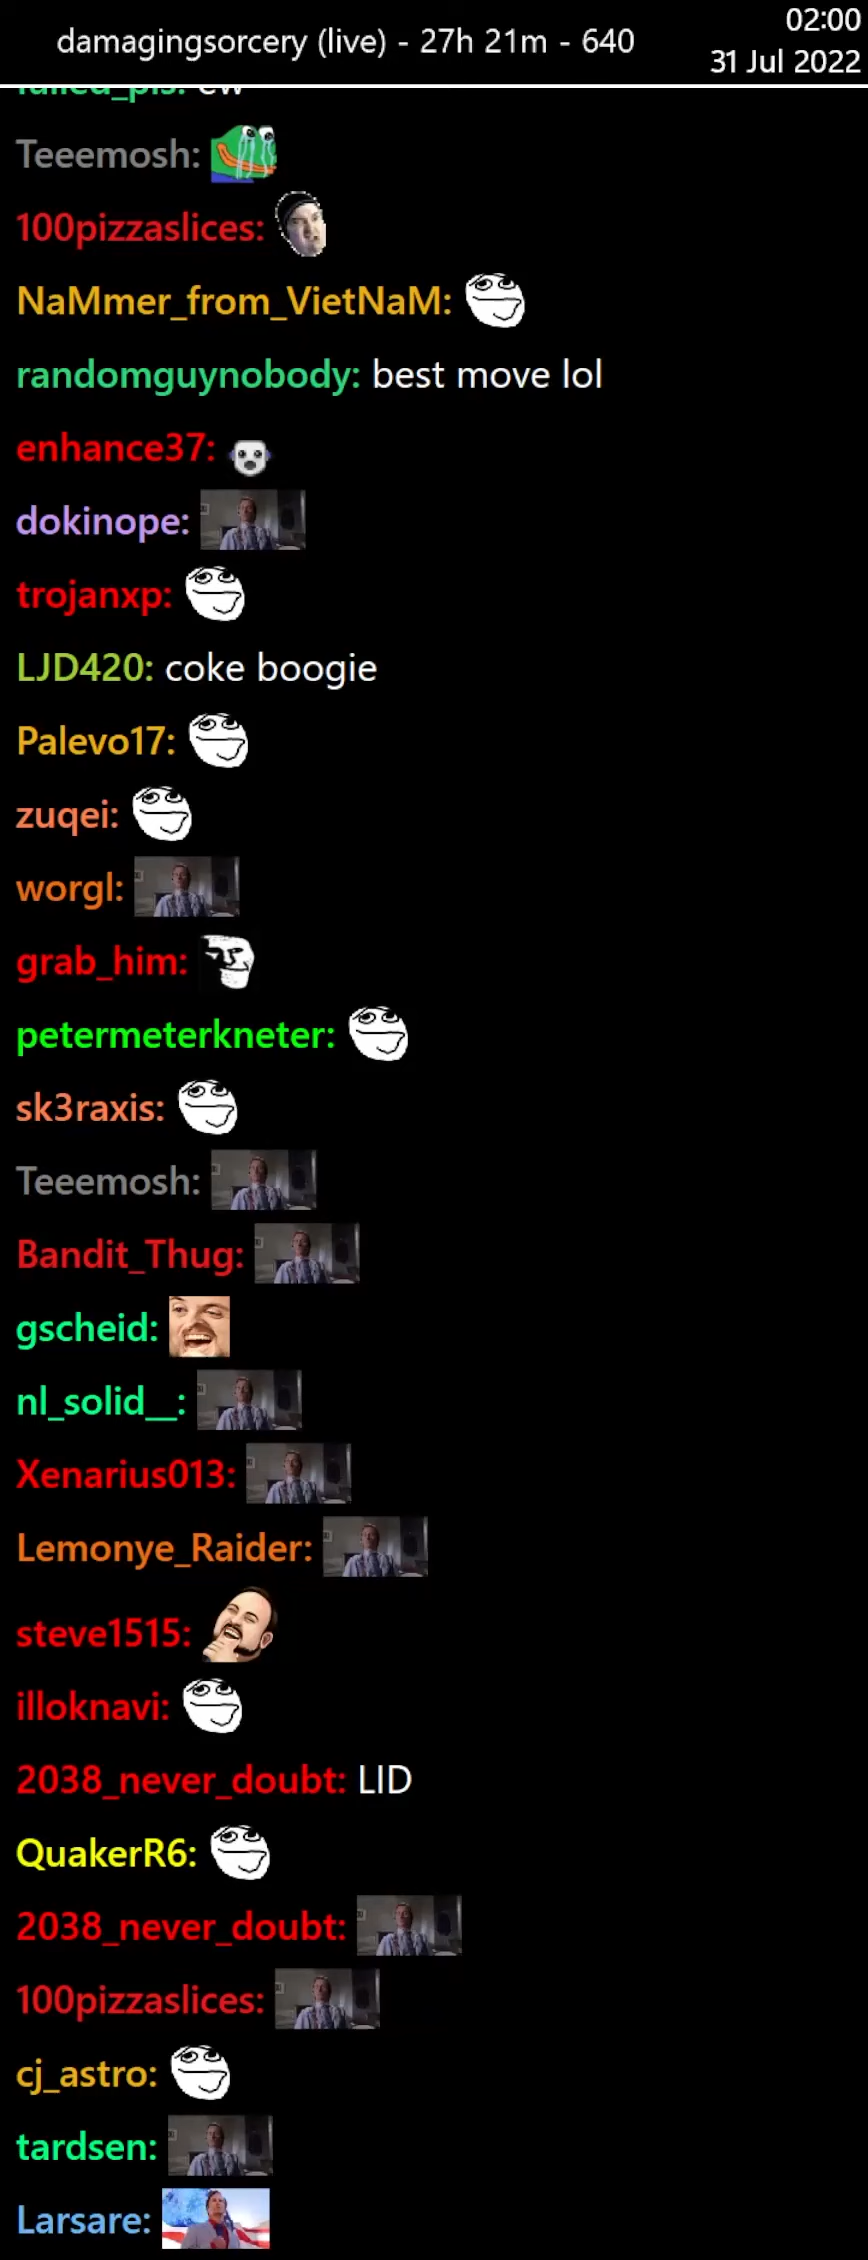 damagingsorcery (live) - 27h 21m - 640
02:00
31 Jul 2022
Teeemosh:
100pizzaslices:
NaMmer_from_VietNaM:
randomguynobody: best move lol
enhance37:
dokinope:
trojanxp:
LJD420: coke boogie
Palevo17:
zuqei:
worgl:
grab_him:
petermeterkneter:
sk3raxis:
Teeemosh:
Bandit_Thug:
gscheid:
nl_solid__:
Xenarius013:
Lemonye_Raider:
steve1515:
illoknavi:
2038_never_doubt: LID
QuakerR6:
2038_never_doubt:
100pizzaslices:
cj_astro:
tardsen:
Larsare: